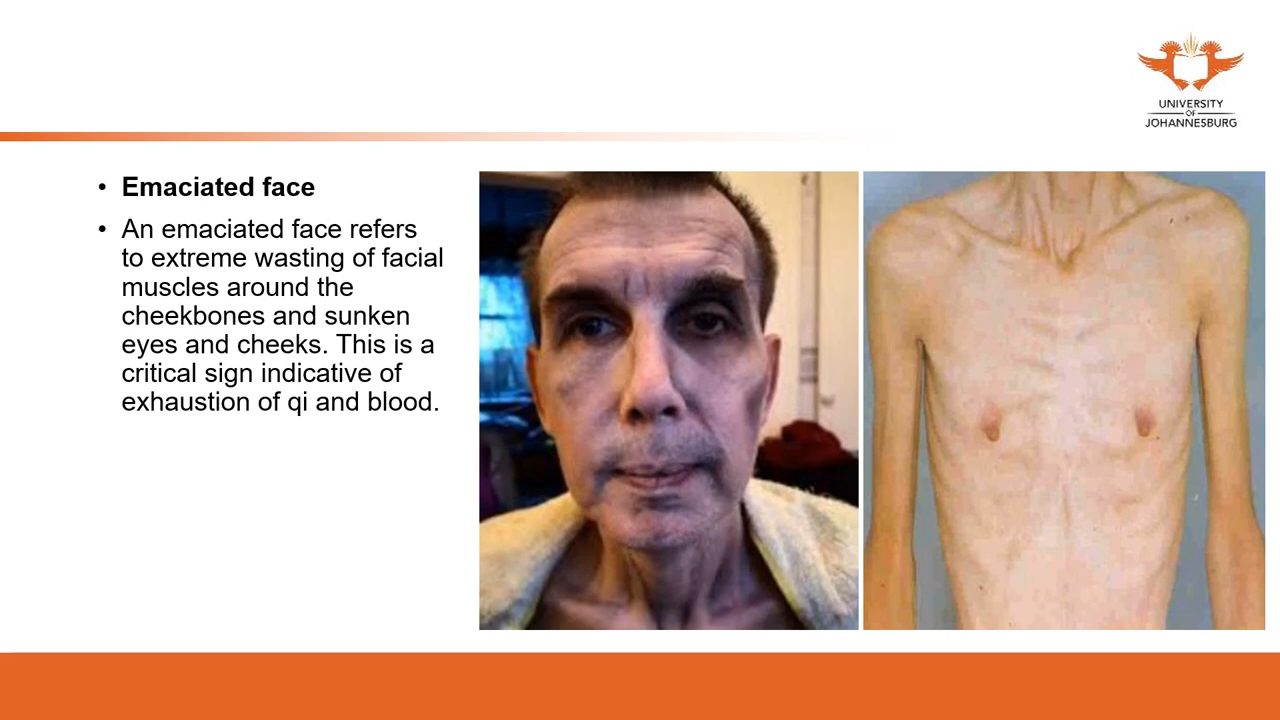 UNIVERSITY
OF
JOHANNESBURG
• Emaciated face
• An emaciated face refers
to extreme wasting of facial
muscles around the
cheekbones and sunken
eyes and cheeks. This is a
critical sign indicative of
exhaustion of qi and blood.